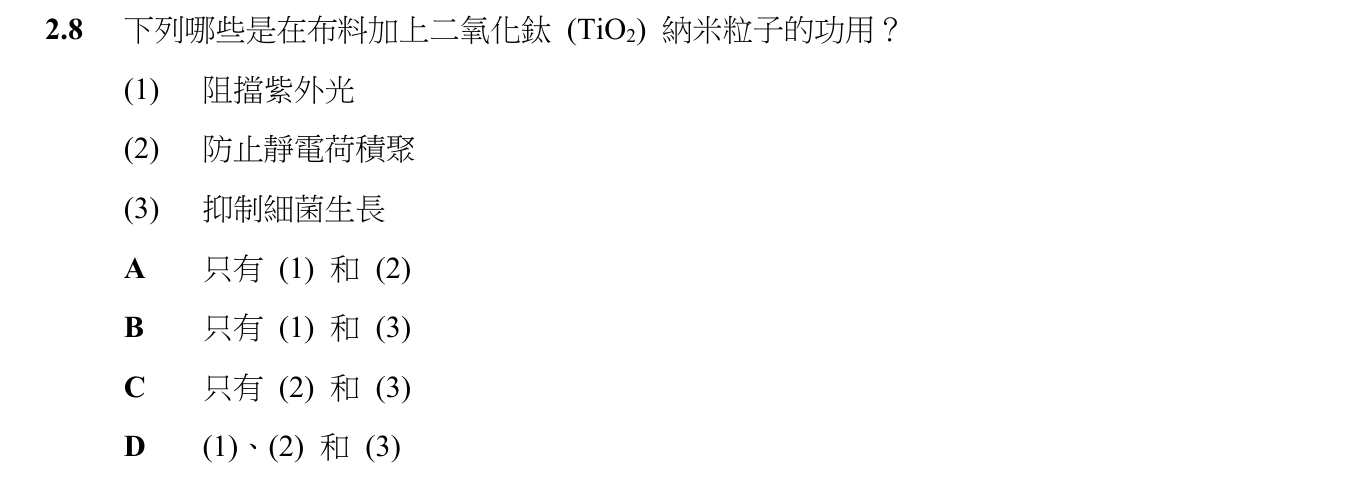 2.8 下列哪些是在布料加上二氧化鈦 (TiO₂) 納米粒子的功用？
(1) 阻擋紫外光
(2) 防止靜電荷積聚
(3) 抑制細菌生長
A 只有 (1) 和 (2)
B 只有 (1) 和 (3)
C 只有 (2) 和 (3)
D (1)、(2) 和 (3)